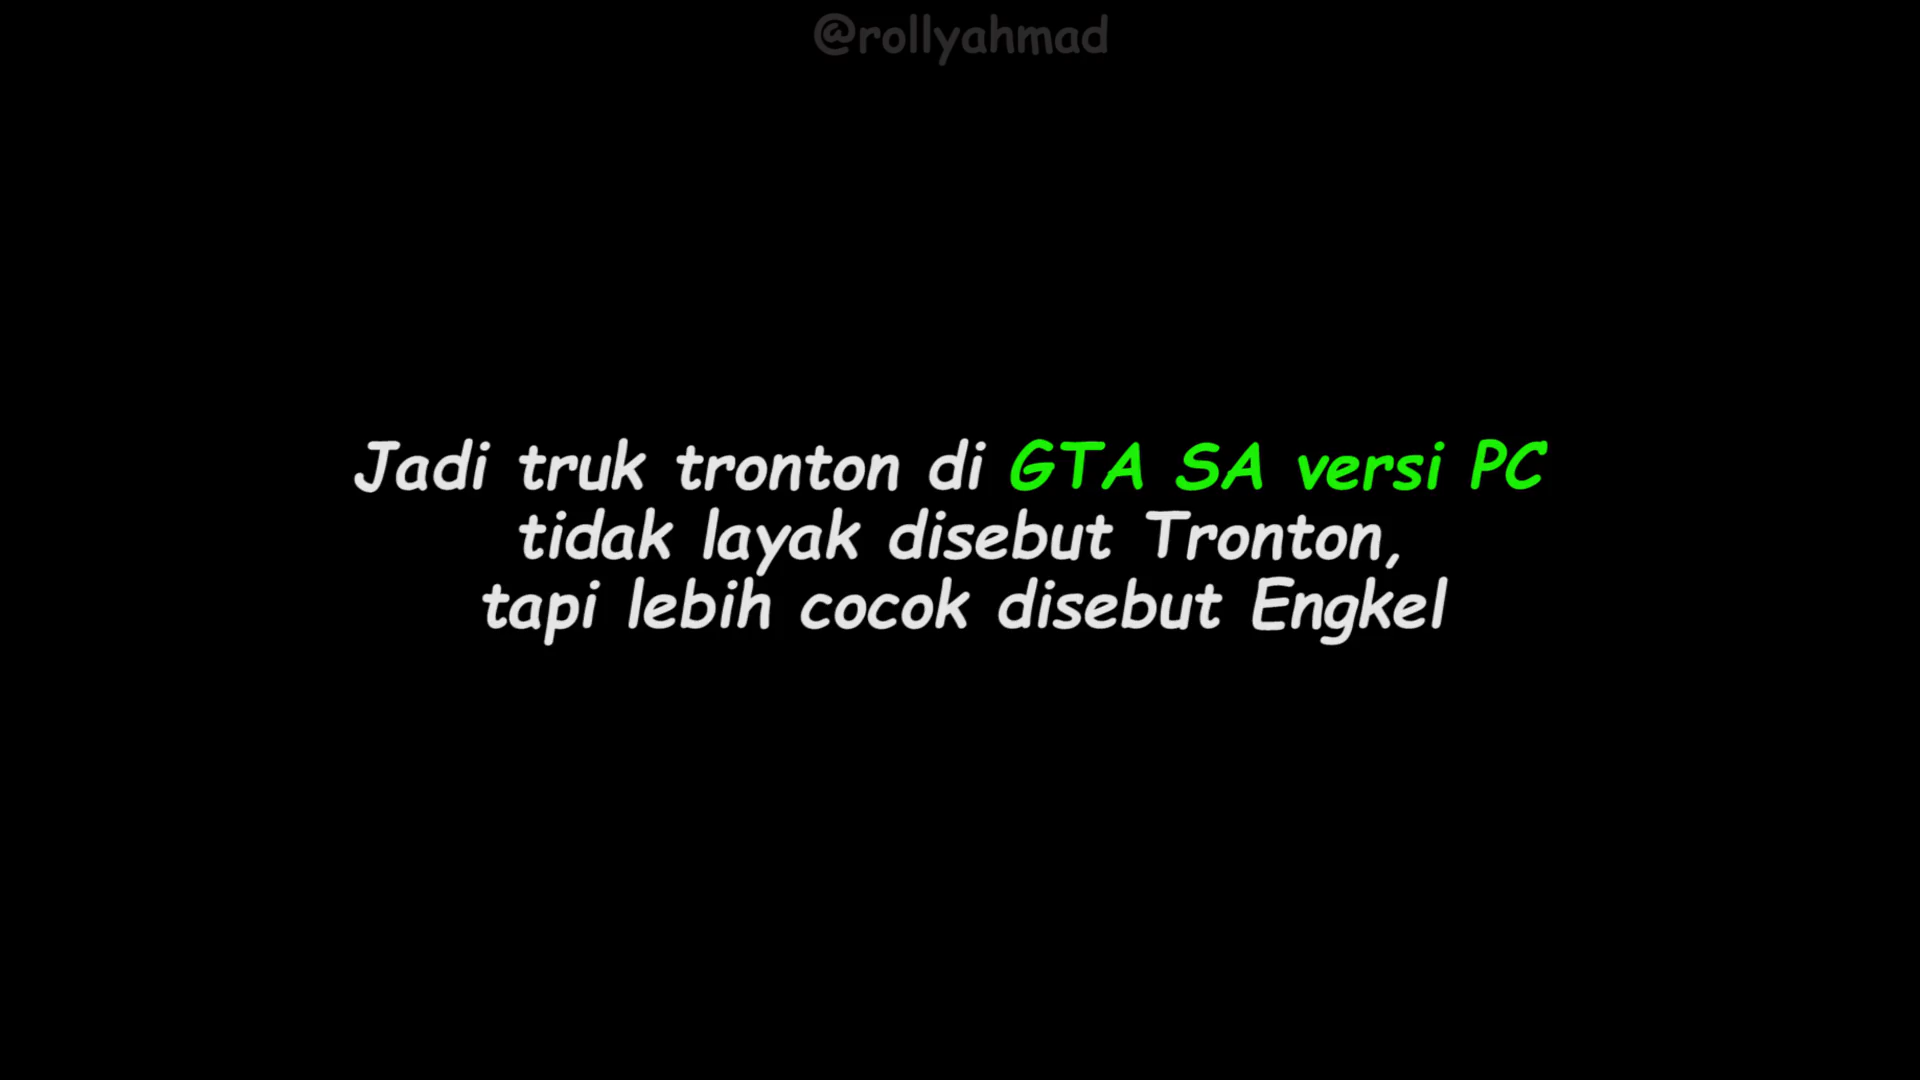 @rollyahmad
Jadi truk tronton di GTA SA versi PC
tidak layak disebut Tronton,
tapi lebih cocok disebut Engkel